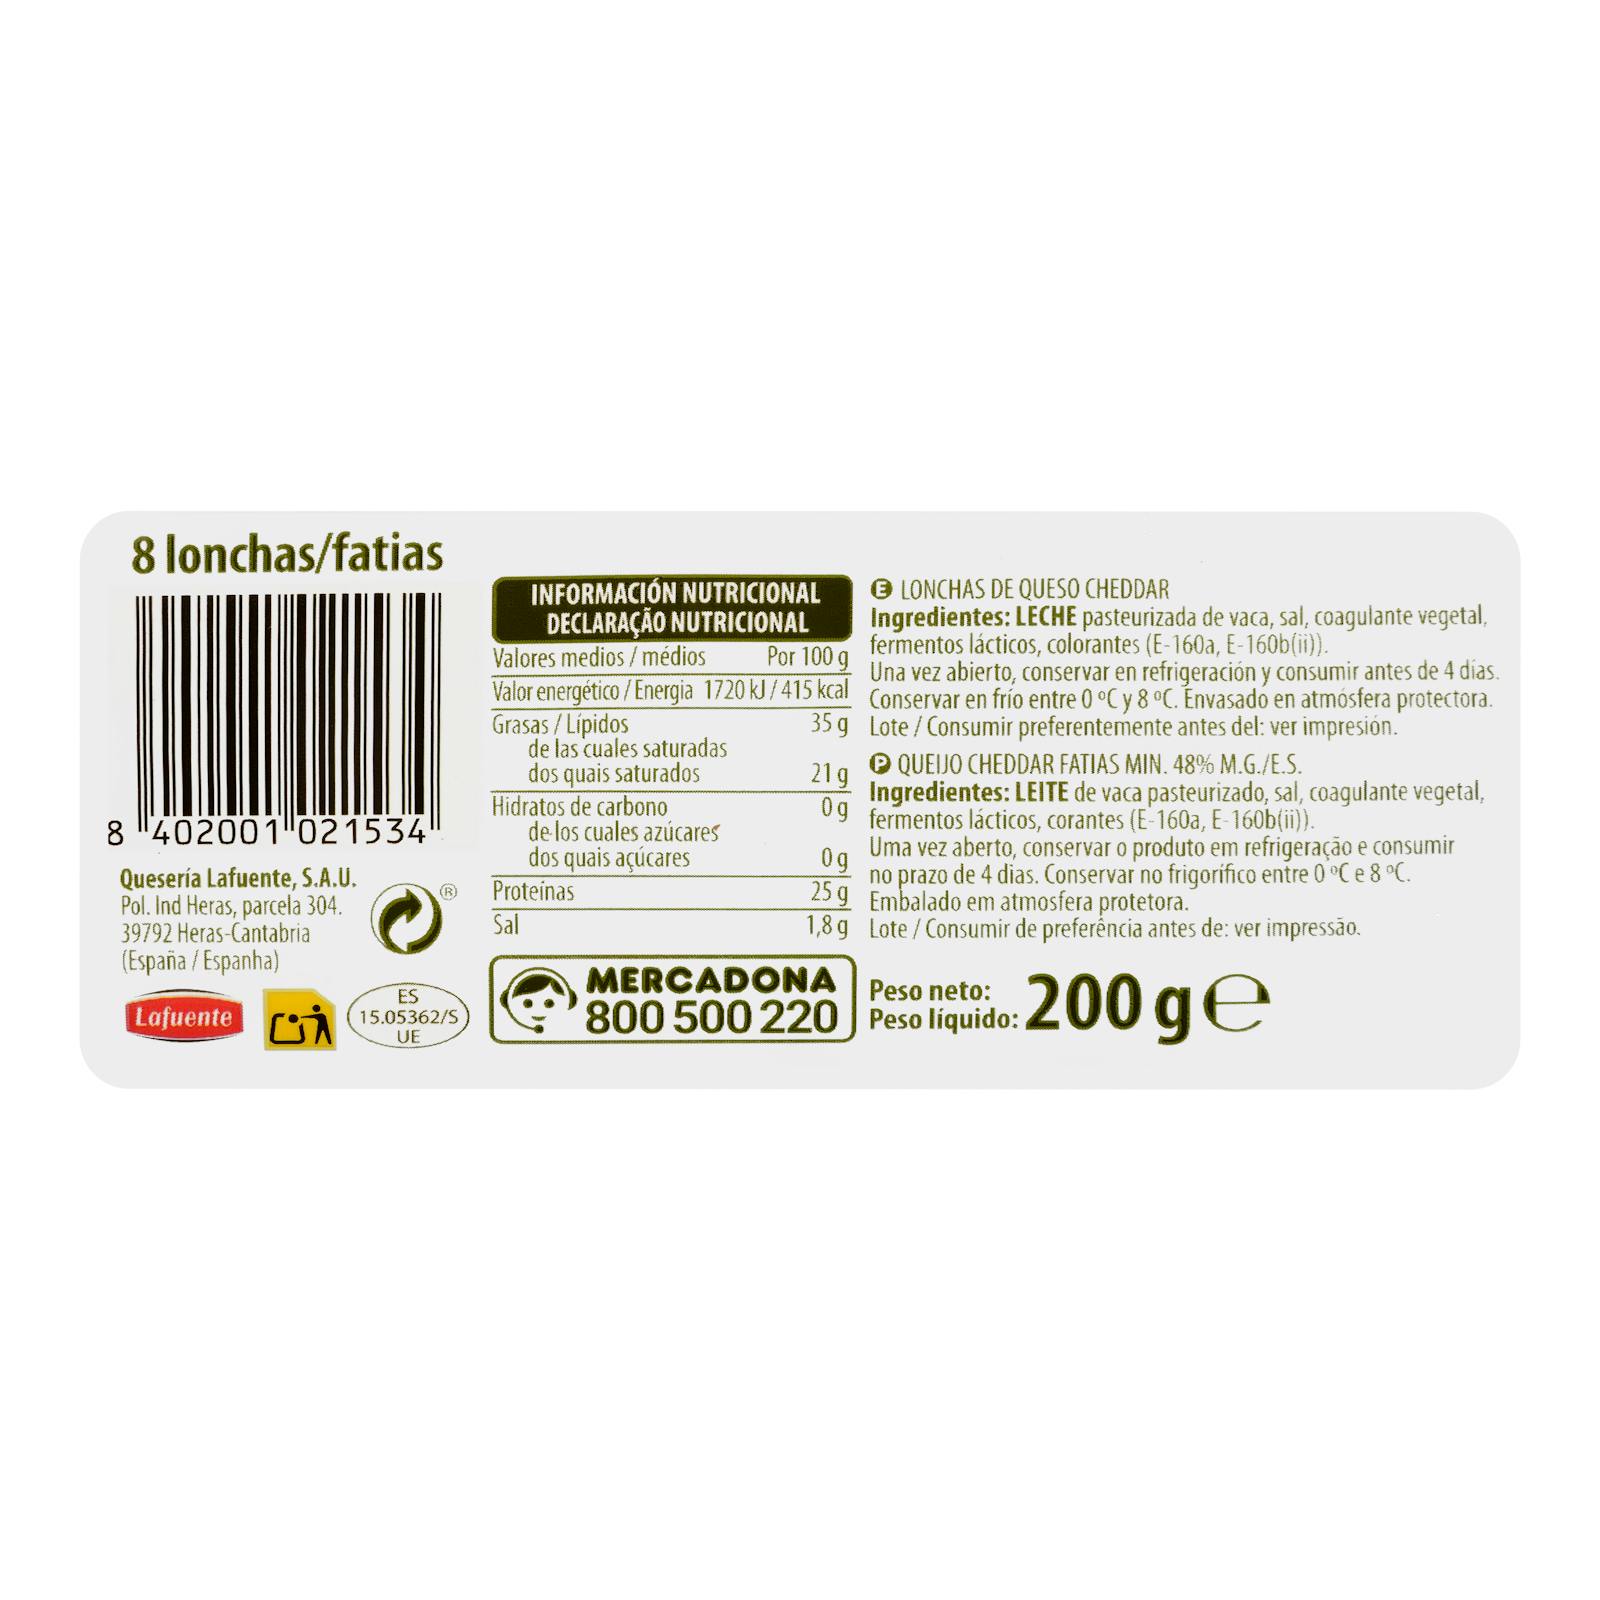 8 lonchas/fatias
8 402001 021534
Quesería Lafuente, S.A.U.
Pol. Ind Heras, parcela 304.
39792 Heras-Cantabria
(España / Espanha)
®
Lafuente
ES
15.05362/S
UE
INFORMACIÓN NUTRICIONAL
DECLARAÇÃO NUTRICIONAL
Valores medios / médios Por 100 g
Valor energético / Energia 1720 kJ / 415 kcal
Grasas / Lípidos 35 g
de las cuales saturadas
dos quais saturados 21 g
Hidratos de carbono 0 g
de los cuales azúcares
dos quais açúcares 0 g
Proteínas 25 g
Sal 1,8 g
MERCADONA
800 500 220
E LONCHAS DE QUESO CHEDDAR
Ingredientes: LECHE pasteurizada de vaca, sal, coagulante vegetal,
fermentos lácticos, colorantes (E-160a, E-160b(ii)).
Una vez abierto, conservar en refrigeración y consumir antes de 4 días.
Conservar en frío entre 0 ºC y 8 ºC. Envasado en atmósfera protectora.
Lote / Consumir preferentemente antes del: ver impresión.
P QUEIJO CHEDDAR FATIAS MIN. 48% M.G./E.S.
Ingredientes: LEITE de vaca pasteurizado, sal, coagulante vegetal,
fermentos lácticos, corantes (E-160a, E-160b(ii)).
Uma vez aberto, conservar o produto em refrigeração e consumir
no prazo de 4 dias. Conservar no frigorífico entre 0 ºC e 8 ºC.
Embalado em atmosfera protetora.
Lote / Consumir de preferência antes de: ver impressão.
Peso neto:
Peso líquido: 200 g e